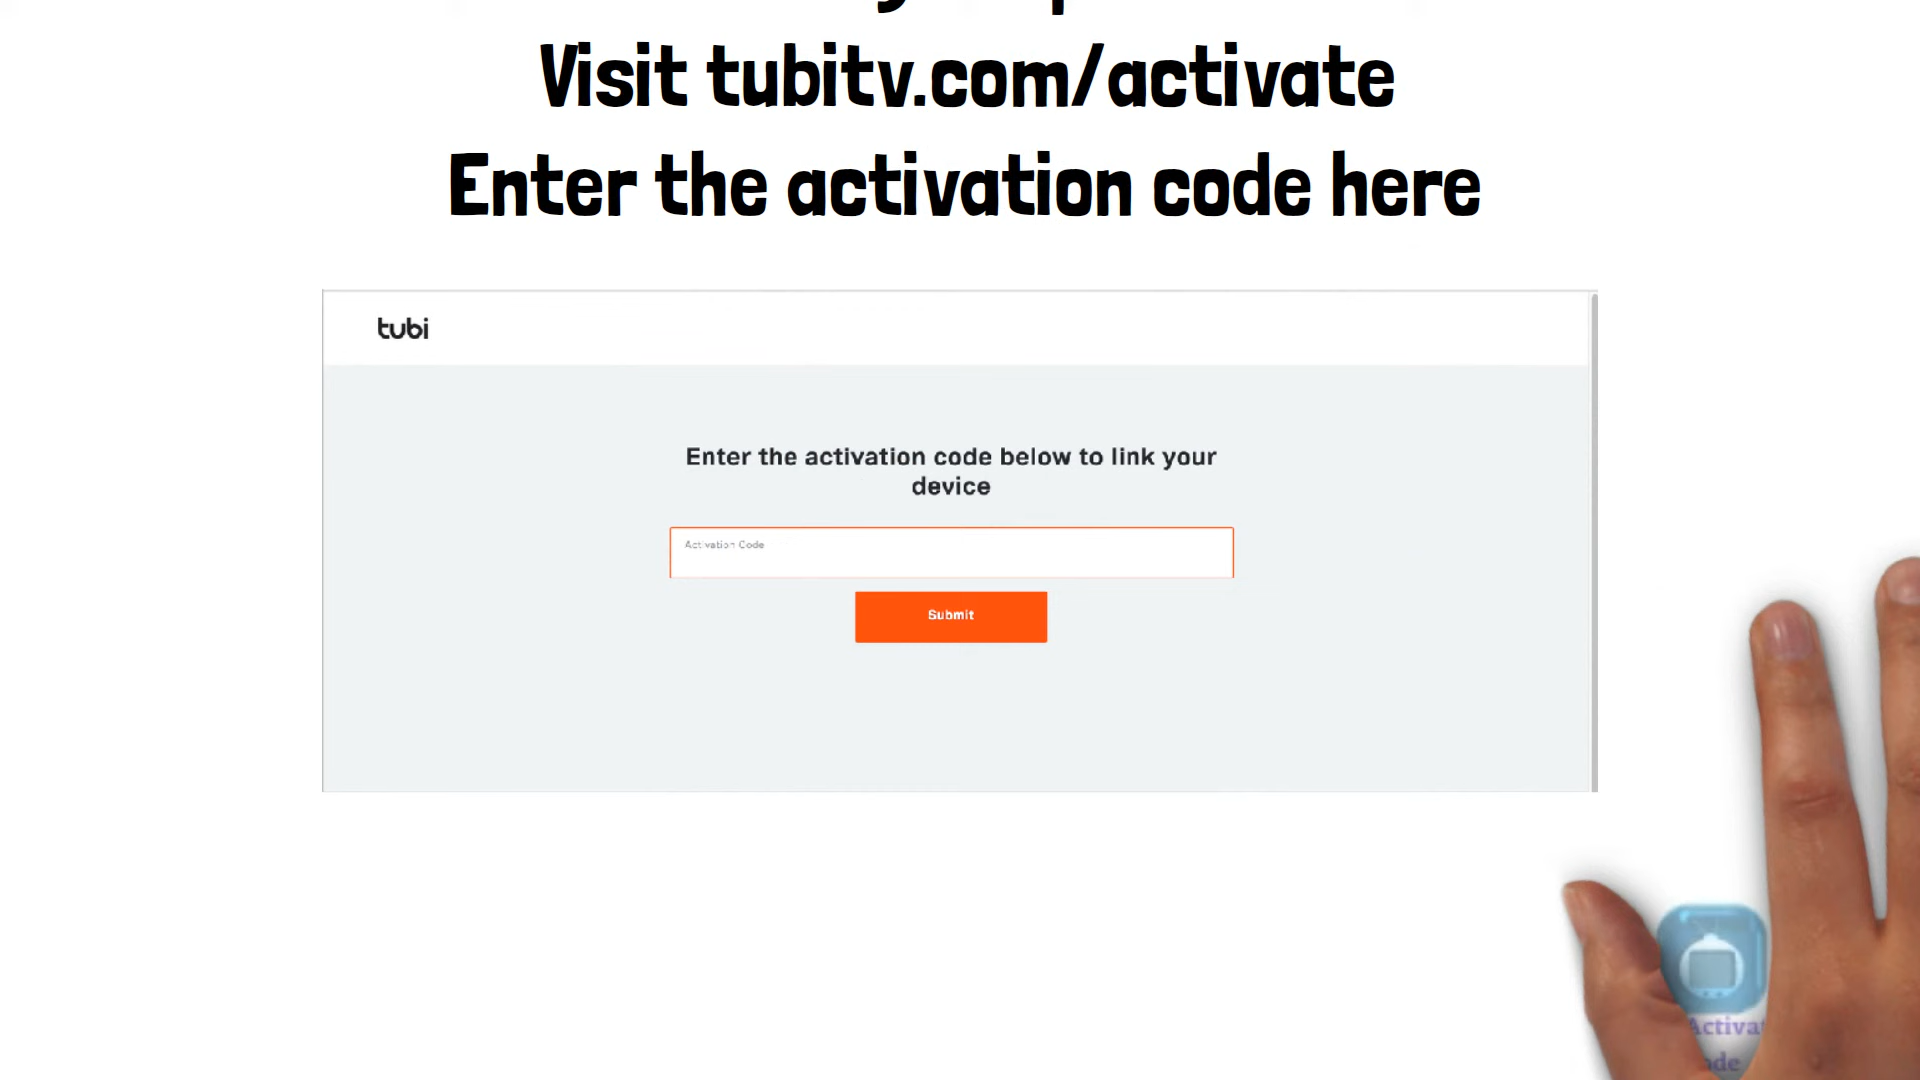 Visit tubitv.com/activate
Enter the activation code here
tubi
Enter the activation code below to link your
device
Activation Code
Submit